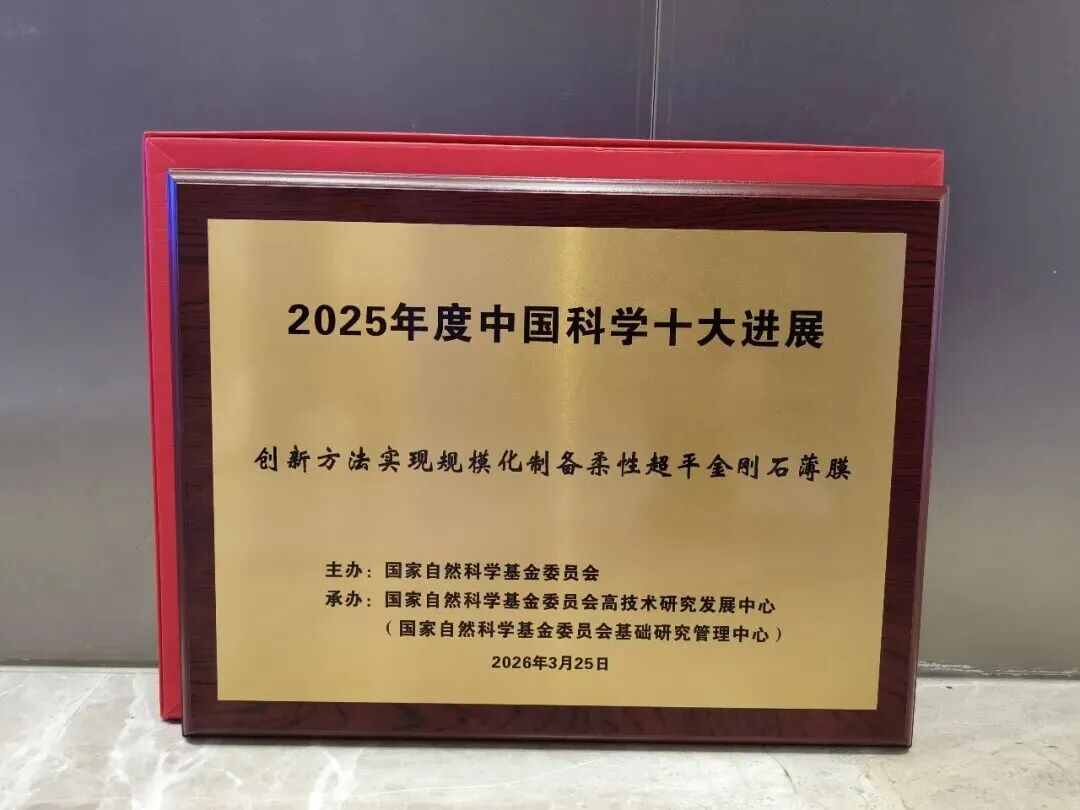 2025年度中国科学十大进展
创新方法实现规模化制备柔性超平金刚石薄膜
主办：国家自然科学基金委员会
承办：国家自然科学基金委员会高技术研究发展中心
（国家自然科学基金委员会基础研究管理中心）
2026年3月25日